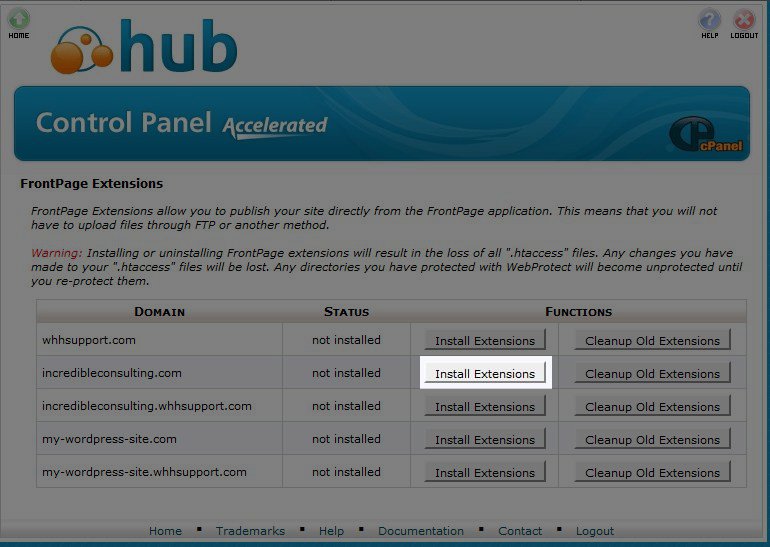 HOME
hub
HELP LOGOUT
Control Panel Accelerated
cPanel
FrontPage Extensions
FrontPage Extensions allow you to publish your site directly from the FrontPage application. This means that you will not
have to upload files through FTP or another method.
Warning: Installing or uninstalling FrontPage extensions will result in the loss of all ".htaccess" files. Any changes you have
made to your ".htaccess" files will be lost. Any directories you have protected with WebProtect will become unprotected until
you re-protect them.
DOMAIN STATUS FUNCTIONS
whhsupport.com not installed Install Extensions Cleanup Old Extensions
incredibleconsulting.com not installed Install Extensions Cleanup Old Extensions
incredibleconsulting.whhsupport.com not installed Install Extensions Cleanup Old Extensions
my-wordpress-site.com not installed Install Extensions Cleanup Old Extensions
my-wordpress-site.whhsupport.com not installed Install Extensions Cleanup Old Extensions
Home ▪ Trademarks ▪ Help ▪ Documentation ▪ Contact ▪ Logout